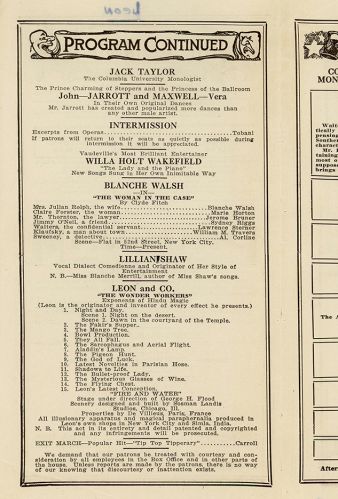 Leon
PROGRAM CONTINUED
JACK TAYLOR
The Columbia University Monologist
The Prince Charming of Steppers and the Princess of the Ballroom
John—JARROTT and MAXWELL—Vera
In Their Own Original Dances
Mr. Jarrott has created and popularized more dances than
any other male artist.
INTERMISSION
Excerpts from Opera....Tobani
If patrons will return to their seats as quietly as possible during
intermission it will be appreciated.
Vaudeville's Most Brilliant Entertainer
WILLA HOLT WAKEFIELD
"The Lady and the Piano"
New Songs Sung in Her Own Inimitable Way
BLANCHE WALSH
—IN—
"THE WOMAN IN THE CASE"
By Clyde Fitch
Mrs. Julian Rolph, the wife....Blanche Walsh
Claire Forster, the woman....Marie Horton
Mr. Thornton, the lawyer....Jerome Bruner
Jimmy O'Neil, a friend....Sydney Riggs
Walters, the confidential servant....Lawrence Sterner
Klaufsky, a man about town....William M. Travers
Sweeney, a detective....Al. Corline
Scene—Flat in 52nd Street, New York City.
Time—Present.
LILLIAN SHAW
Vocal Dialect Comedienne and Originator of Her Style of
Entertainment
N. B.—Miss Blanche Merrill, author of Miss Shaw's songs.
LEON and CO.
"THE WONDER WORKERS"
Exponents of Hindu Magic
(Leon is the originator and inventor of every effect he presents.)
1. Night and Day.
Scene 1. Night on the desert.
Scene 2. Dawn in the courtyard of the Temple.
2. The Fakir's Supper.
3. The Mango Tree.
4. Bowl Production.
5. They All Fall.
6. The Sarcophagus and Aerial Flight.
7. Aladdin's Lamp.
8. The Pigeon Hunt.
9. The God of Luck.
10. Latest Novelties in Parisian Hose.
11. Shadows to Life.
12. The Bullet-proof Lady.
13. The Mysterious Glasses of Wine.
14. The Flying Chest.
15. Leon's Latest Conception,
"FIRE AND WATER"
Stage under direction of George H. Flood
Scenery designed and built by Sosman Landis
Studios, Chicago, Ill.
Properties by De Villieux, Paris, France
All illusionary apparatus and magical paraphernalia produced in
Leon's own shops in New York City and Simla, India.
N. B. This act in its entirety and detail patented and copyrighted
and any infringements will be prosecuted.
EXIT MARCH—Popular Hit—"Tip Top Tipperary"....Carroll
We demand that our patrons be treated with courtesy and con-
sideration by all employees in the Box Office and in other parts of
the house. Unless reports are made by the patrons, there is no way
of our knowing that discourtesy or inattention exists.